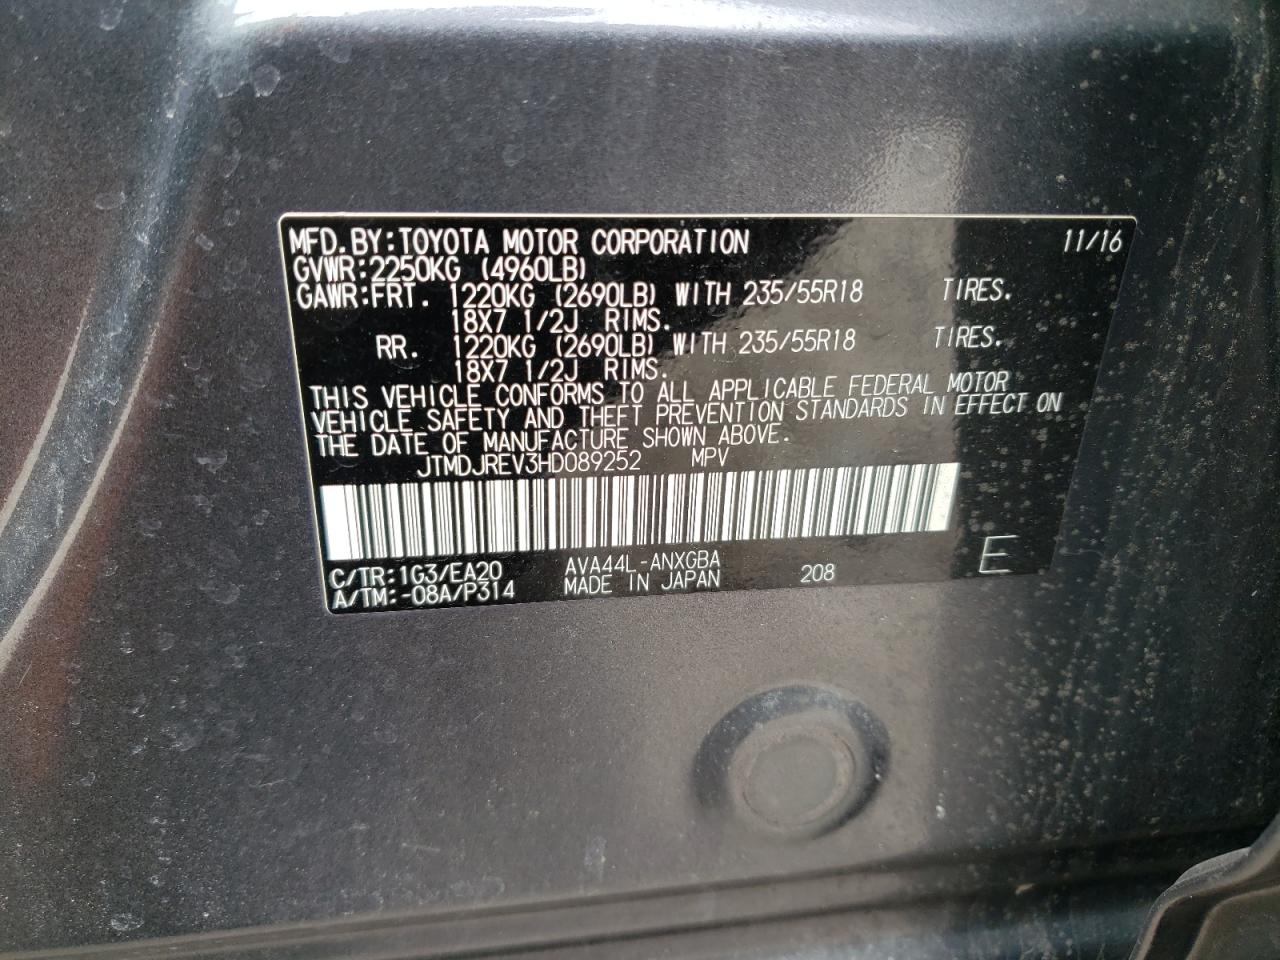 MFD.BY:TOYOTA MOTOR CORPORATION 11/16
GVWR:2250KG (4960LB)
GAWR:FRT. 1220KG (2690LB) WITH 235/55R18 TIRES.
18X7 1/2J RIMS.
RR. 1220KG (2690LB) WITH 235/55R18 TIRES.
18X7 1/2J RIMS.
THIS VEHICLE CONFORMS TO ALL APPLICABLE FEDERAL MOTOR
VEHICLE SAFETY AND THEFT PREVENTION STANDARDS IN EFFECT ON
THE DATE OF MANUFACTURE SHOWN ABOVE.
JTMDJREV3HD089252 MPV
C/TR:1G3/EA20 AVA44L-ANXGBA
A/TM:-08A/P314 MADE IN JAPAN 208 E